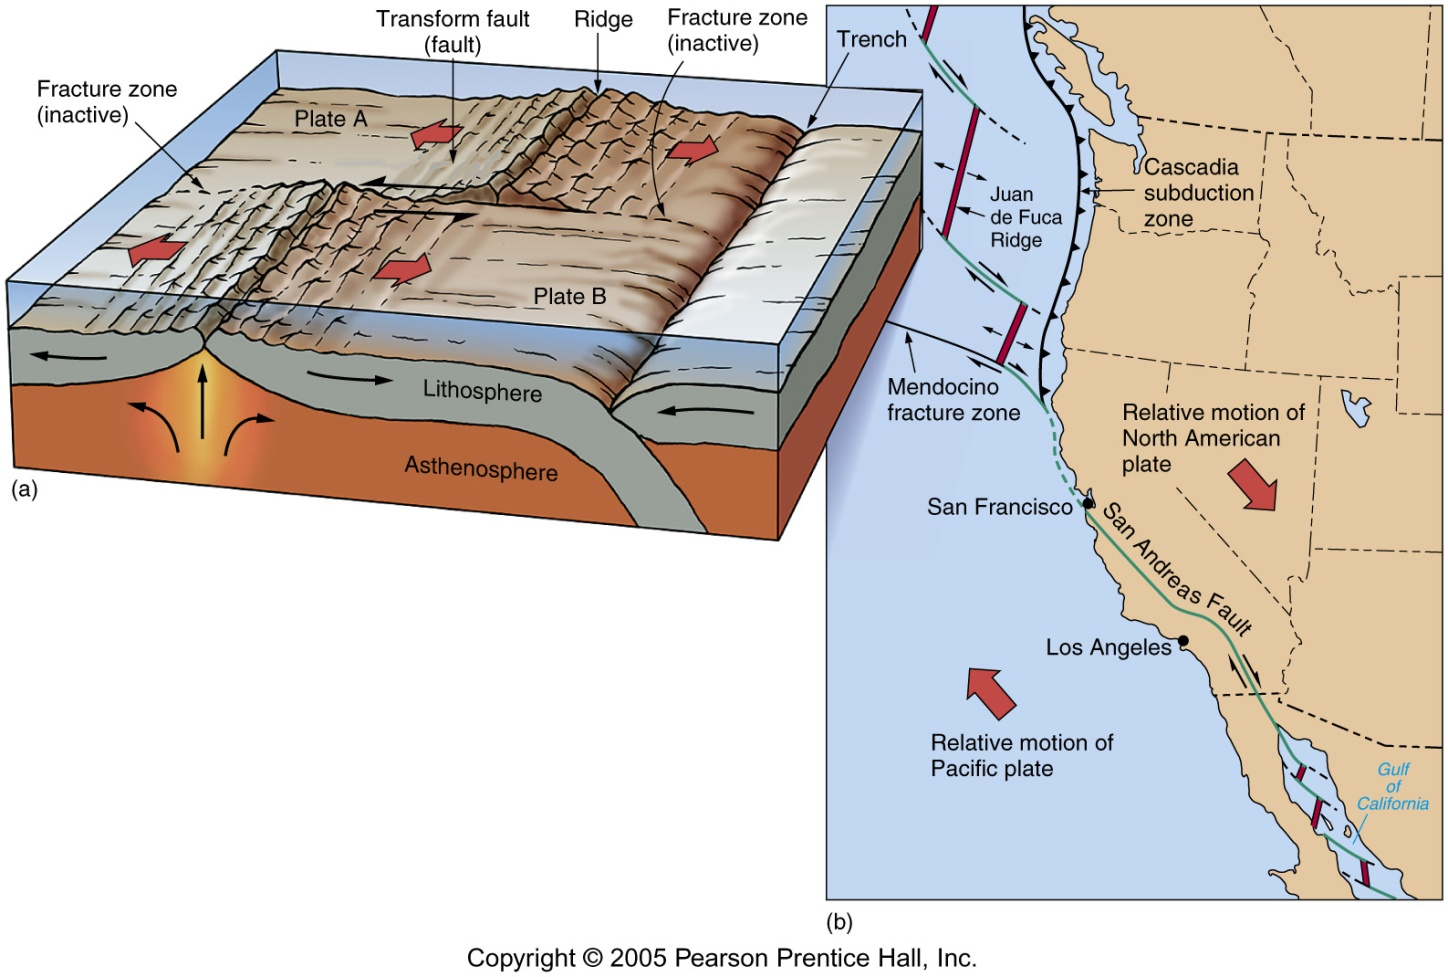 Transform fault
(fault)
Ridge
Fracture zone
(inactive)
Fracture zone
(inactive)
Trench
Plate A
Plate B
Lithosphere
Asthenosphere
(a)
Cascadia
subduction
zone
Juan
de Fuca
Ridge
Mendocino
fracture zone
Relative motion of
North American
plate
San Francisco
San Andreas Fault
Los Angeles
Relative motion of
Pacific plate
Gulf
of
California
(b)
Copyright © 2005 Pearson Prentice Hall, Inc.